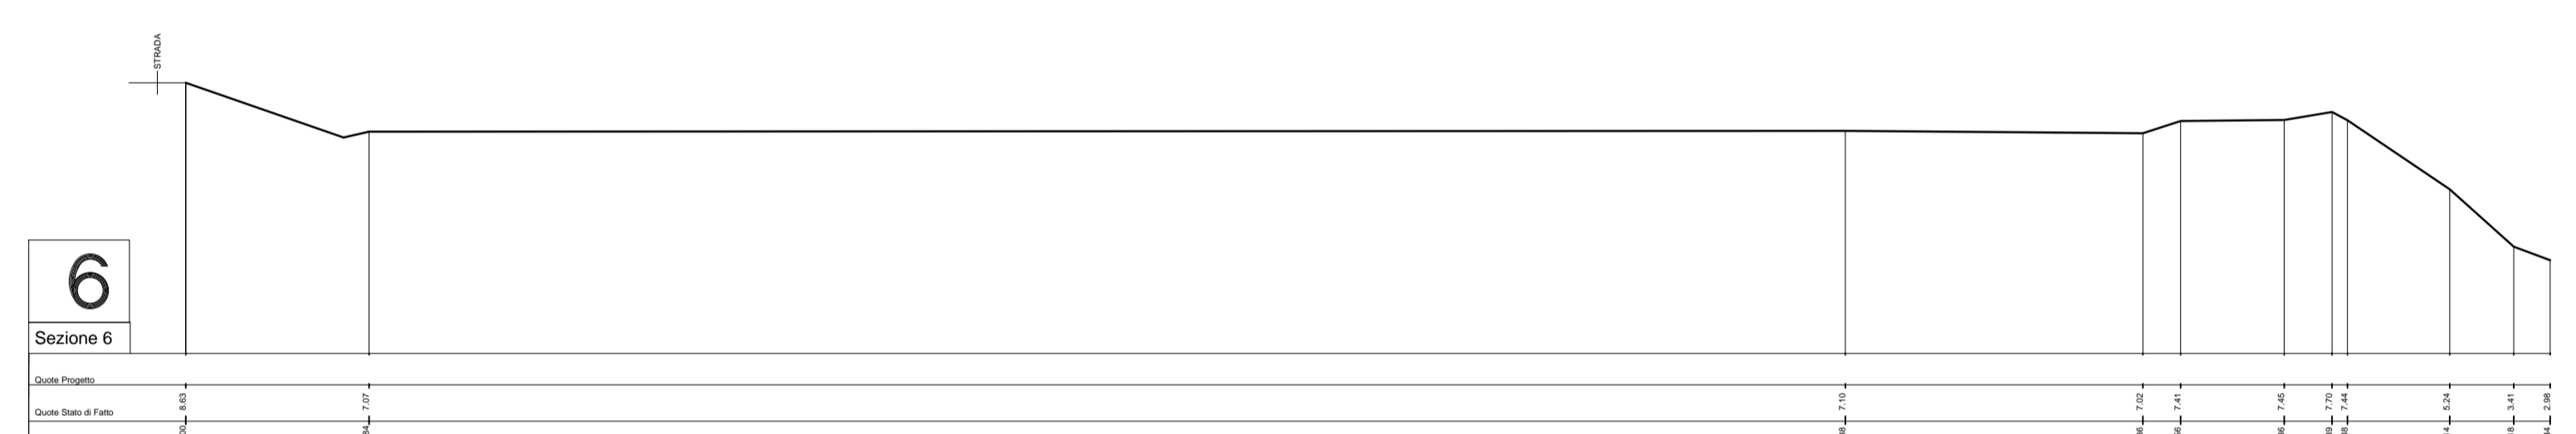 STRADA
6
Sezione 6
Quote Progetto
Quote Stato di Fatto
8.63 7.07 7.10 7.02 7.41 7.45 7.70 7.44 5.24 3.41 2.98